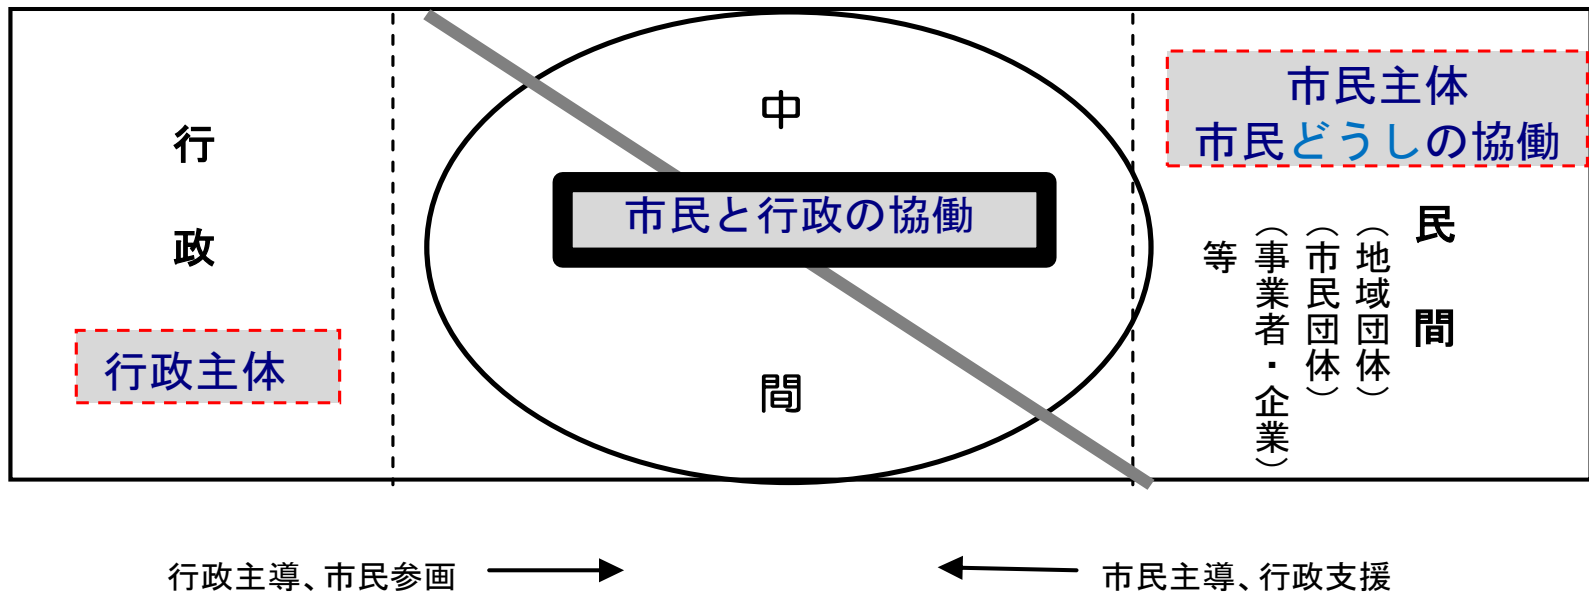 行政
行政主体
中間
市民と行政の協働
市民主体
市民どうしの協働
民間
（地域団体）
（市民団体）
（事業者・企業）
等
行政主導、市民参画
市民主導、行政支援